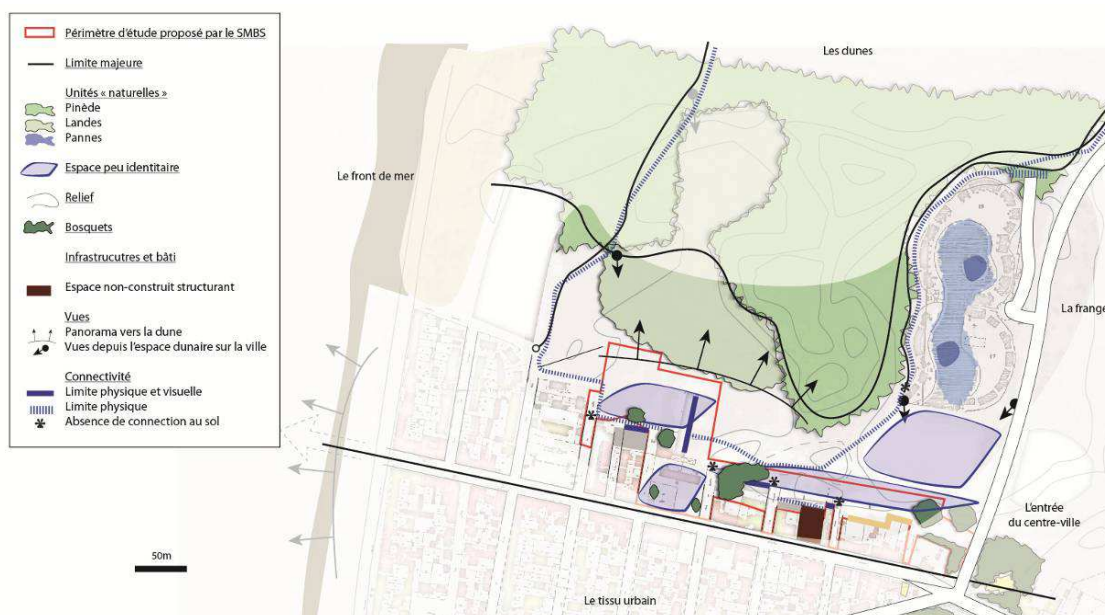 Périmètre d'étude proposé par le SMBS
Limite majeure
Unités « naturelles »
Pinède
Landes
Pannes
Espace peu identitaire
Relief
Bosquets
Infrastrucutres et bâti
Espace non-construit structurant
Vues
Panorama vers la dune
Vues depuis l'espace dunaire sur la ville
Connectivité
Limite physique et visuelle
Limite physique
Absence de connection au sol
50m
Les dunes
Le front de mer
La frange
L'entrée
du centre-ville
Le tissu urbain